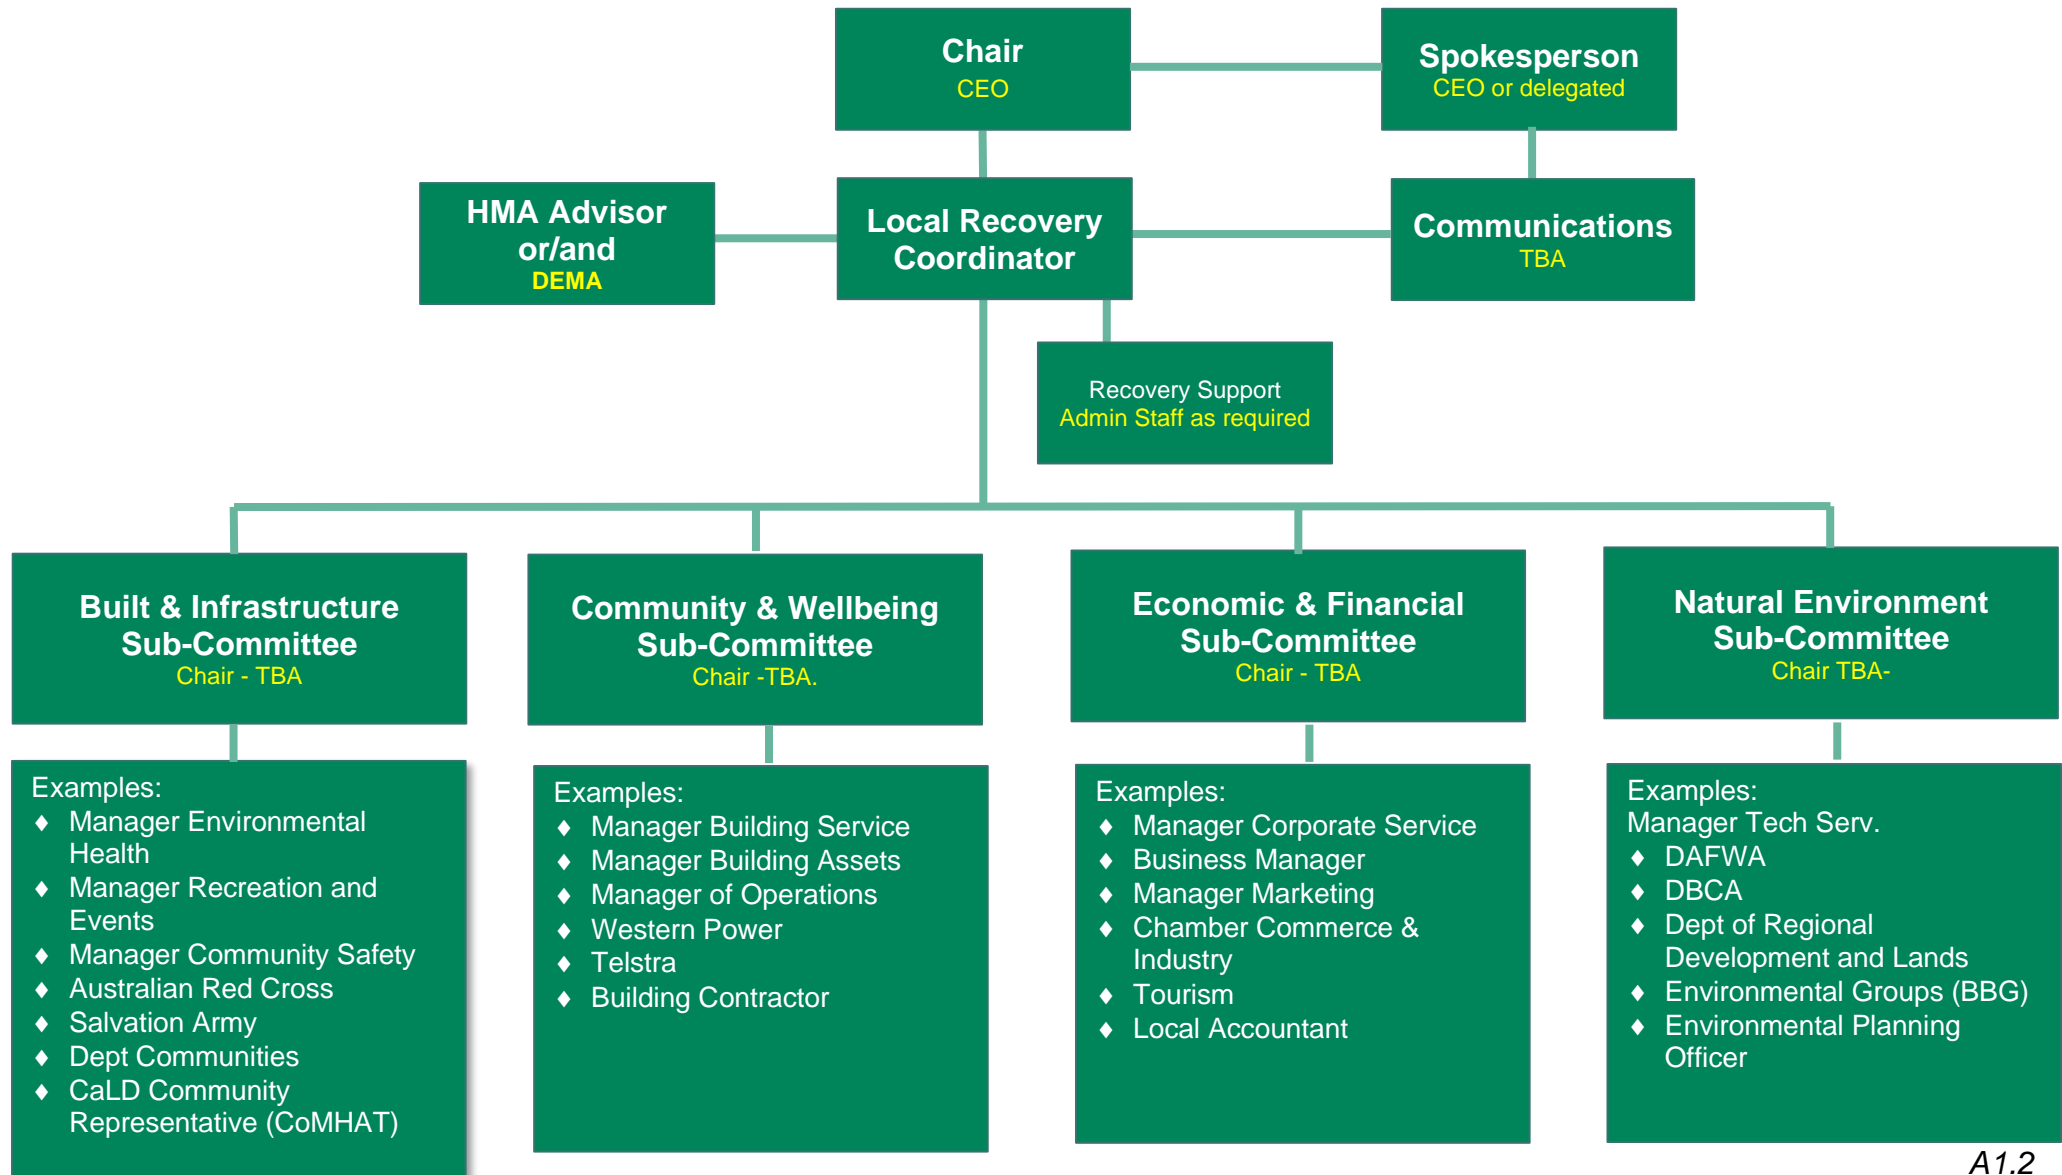 Chair
CEO
Spokesperson
CEO or delegated
HMA Advisor
or/and
DEMA
Local Recovery
Coordinator
Communications
TBA
Recovery Support
Admin Staff as required
Built & Infrastructure
Sub-Committee
Chair - TBA
Community & Wellbeing
Sub-Committee
Chair -TBA.
Economic & Financial
Sub-Committee
Chair - TBA
Natural Environment
Sub-Committee
Chair TBA-
Examples:
♦ Manager Environmental
Health
♦ Manager Recreation and
Events
♦ Manager Community Safety
♦ Australian Red Cross
♦ Salvation Army
♦ Dept Communities
♦ CaLD Community
Representative (CoMHAT)
Examples:
♦ Manager Building Service
♦ Manager Building Assets
♦ Manager of Operations
♦ Western Power
♦ Telstra
♦ Building Contractor
Examples:
♦ Manager Corporate Service
♦ Business Manager
♦ Manager Marketing
♦ Chamber Commerce &
Industry
♦ Tourism
♦ Local Accountant
Examples:
Manager Tech Serv.
♦ DAFWA
♦ DBCA
♦ Dept of Regional
Development and Lands
♦ Environmental Groups (BBG)
♦ Environmental Planning
Officer
A1.2